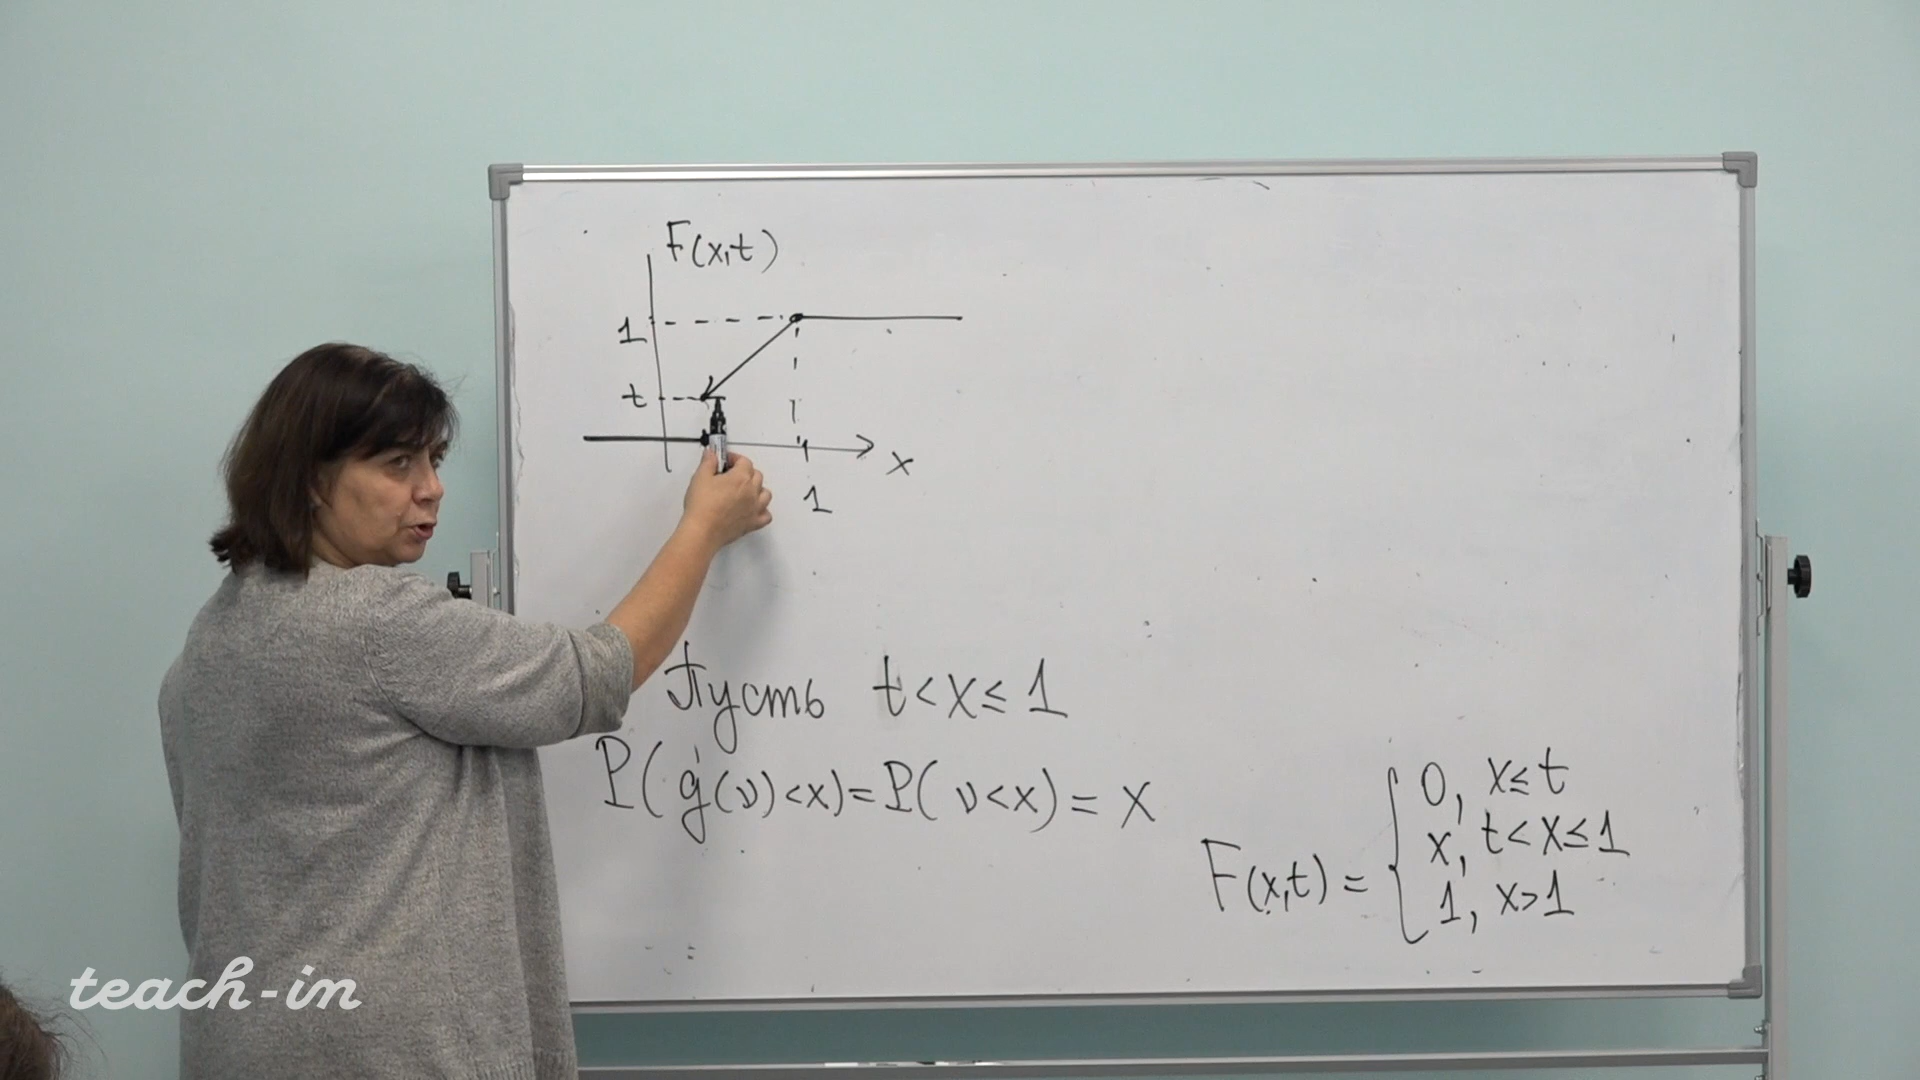 F(x,t)
1
t
x
1
Пусть t < x ≤ 1
P(g(ν)<x)=P(ν<x)=x
F(x,t) = { 0, x ≤ t
x, t < x ≤ 1
1, x > 1
teach-in